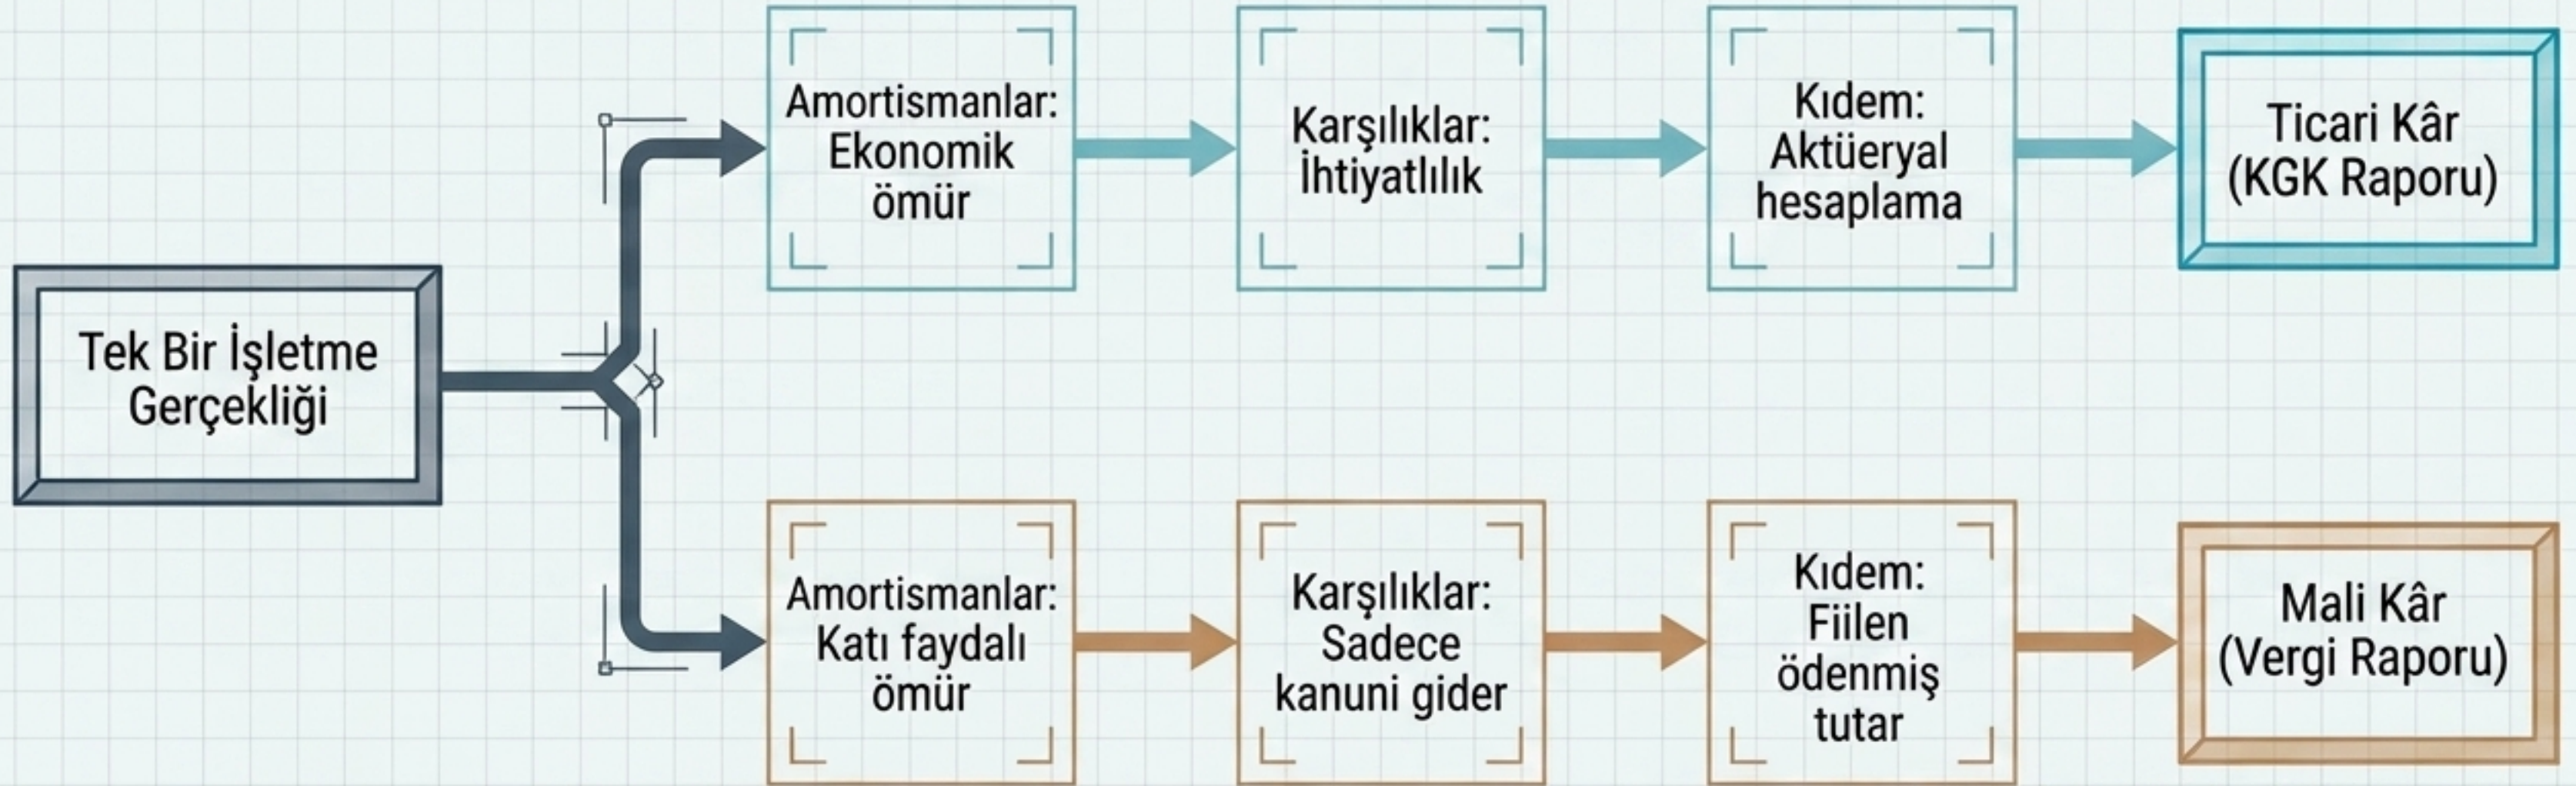 Tek Bir İşletme
Gerçekliği
Amortismanlar:
Ekonomik
ömür
Karşılıklar:
İhtiyatlılık
Kıdem:
Aktüeryal
hesaplama
Ticari Kâr
(KGK Raporu)
Amortismanlar:
Katı faydalı
ömür
Karşılıklar:
Sadece
kanuni gider
Kıdem:
Fiilen
ödenmiş
tutar
Mali Kâr
(Vergi Raporu)